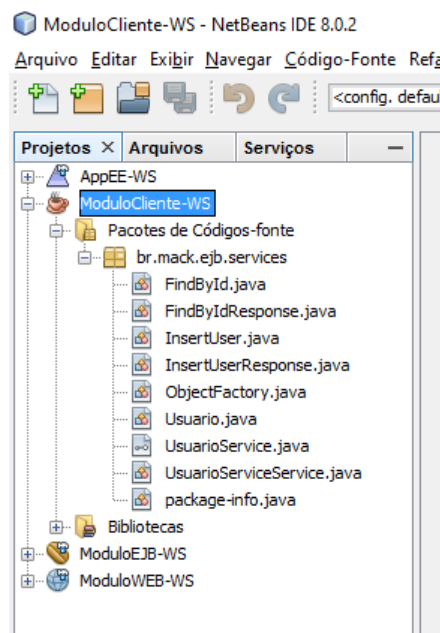 ModuloCliente-WS - NetBeans IDE 8.0.2
Arquivo Editar Exibir Navegar Código-Fonte Refa
<config. defau
Projetos Arquivos Serviços
AppEE-WS
ModuloCliente-WS
Pacotes de Códigos-fonte
br.mack.ejb.services
FindById.java
FindByIdResponse.java
InsertUser.java
InsertUserResponse.java
ObjectFactory.java
Usuario.java
UsuarioService.java
UsuarioServiceService.java
package-info.java
Bibliotecas
ModuloEJB-WS
ModuloWEB-WS